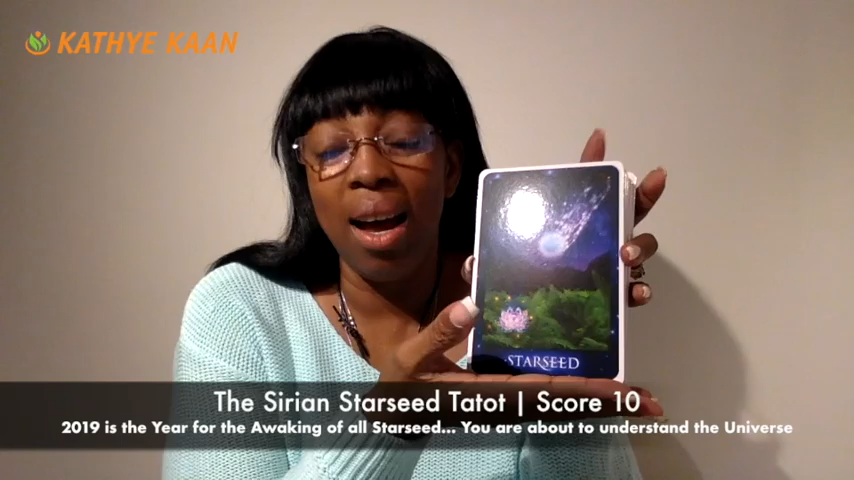 KATHYE KAAN
STARSEED
The Sirian Starseed Tatot | Score 10
2019 is the Year for the Awaking of all Starseed... You are about to understand the Universe